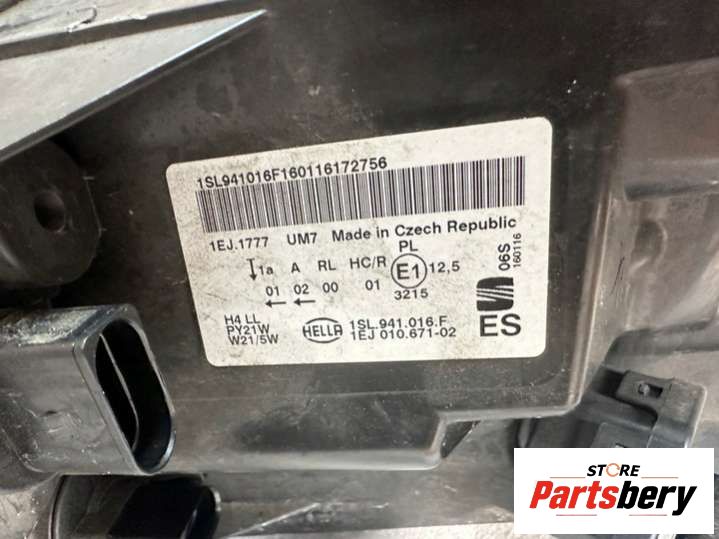 1SL941016F160116172756
1EJ.1777 UM7 Made in Czech Republic
PL
1a A RL HC/R E1 12,5
01 02 00 01 3215
H4 LL
PY21W
W21/5W
HELLA
1SL.941.016.F
1EJ 010.671-02
06S
160116
ES
STORE
Partsbery